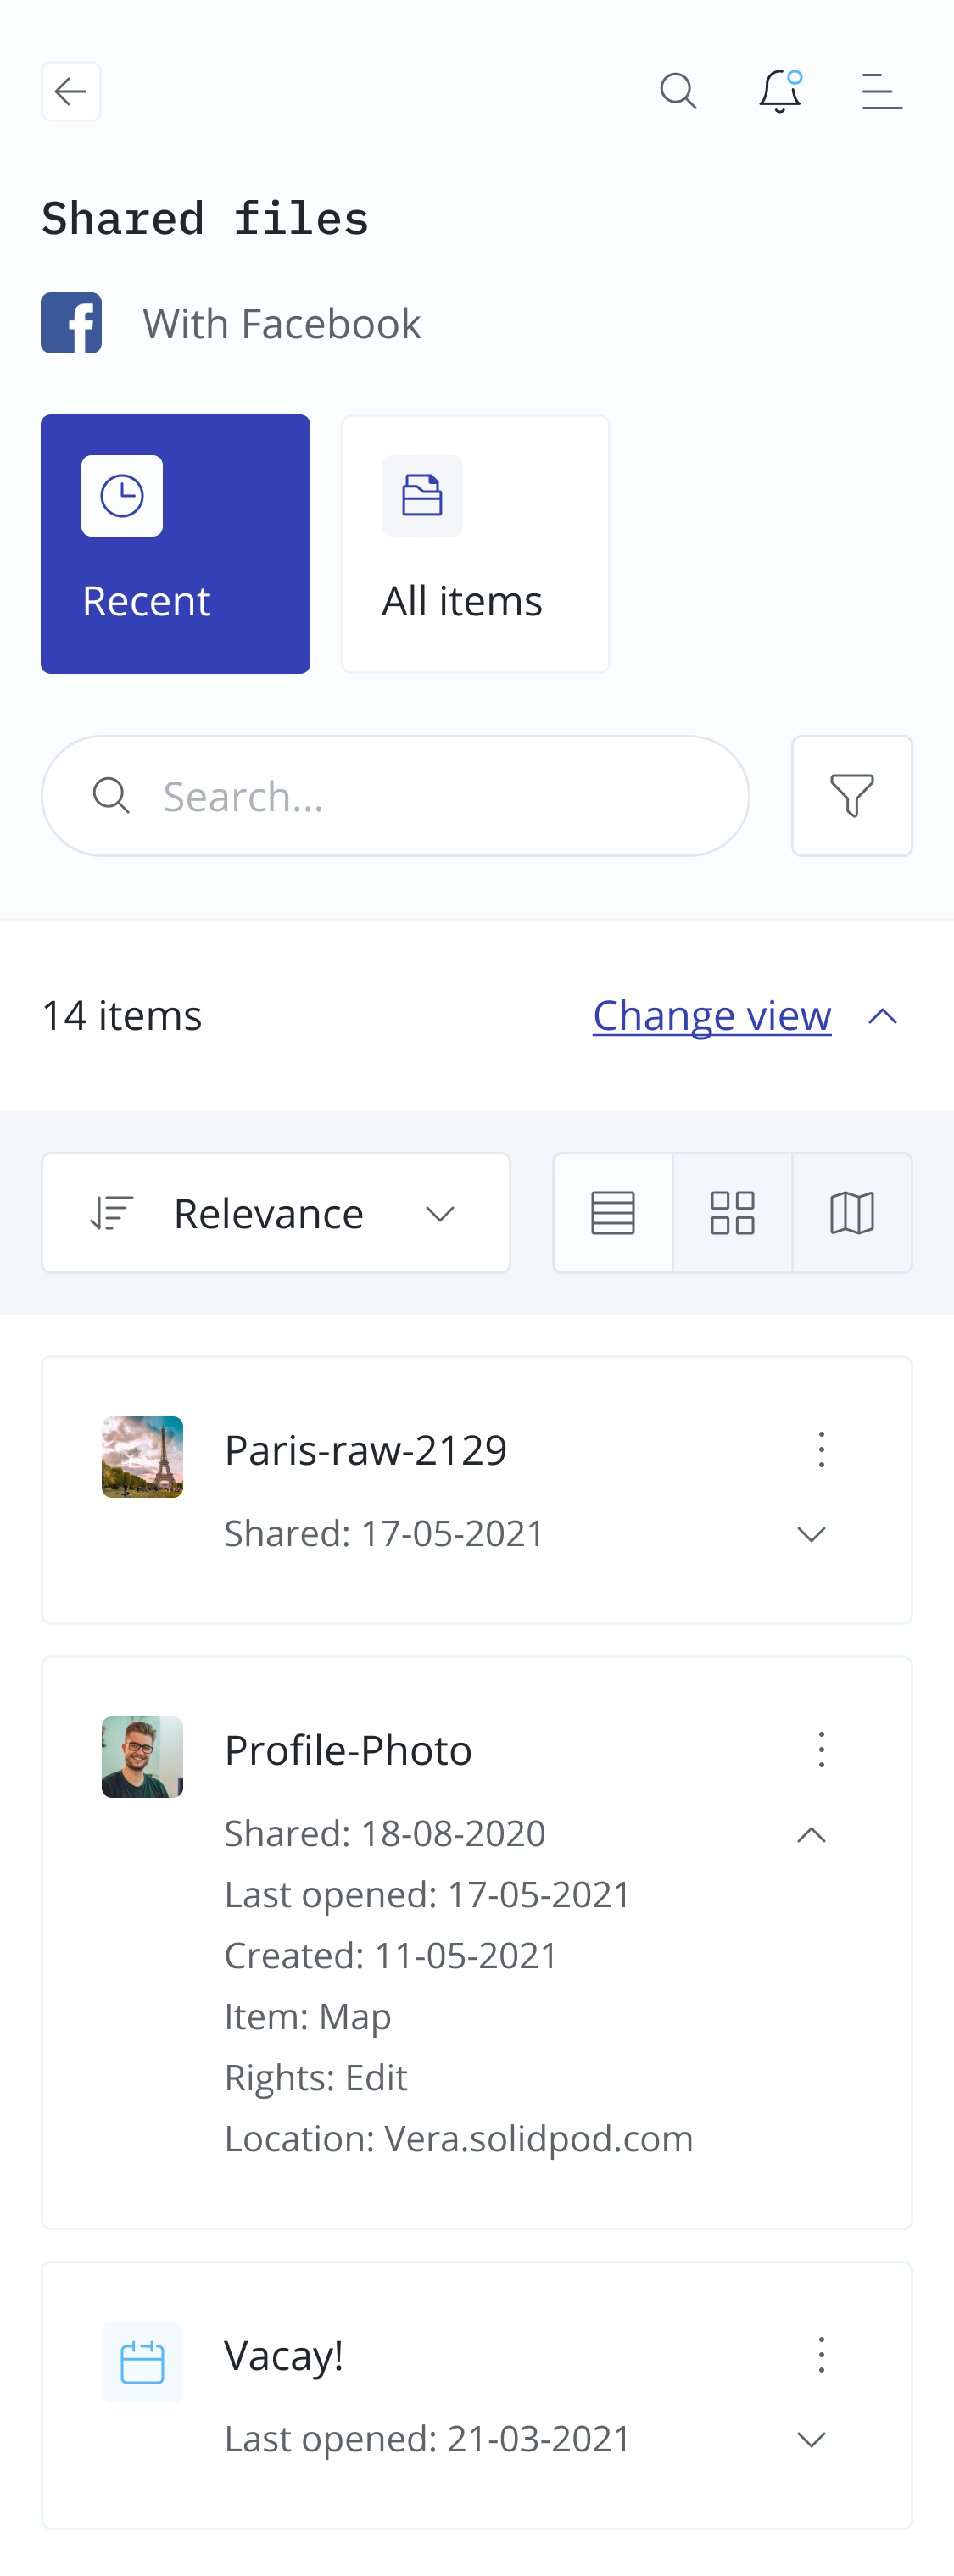 Shared files
With Facebook
Recent
All items
Search...
14 items
Change view
Relevance
Paris-raw-2129
Shared: 17-05-2021
Profile-Photo
Shared: 18-08-2020
Last opened: 17-05-2021
Created: 11-05-2021
Item: Map
Rights: Edit
Location: Vera.solidpod.com
Vacay!
Last opened: 21-03-2021